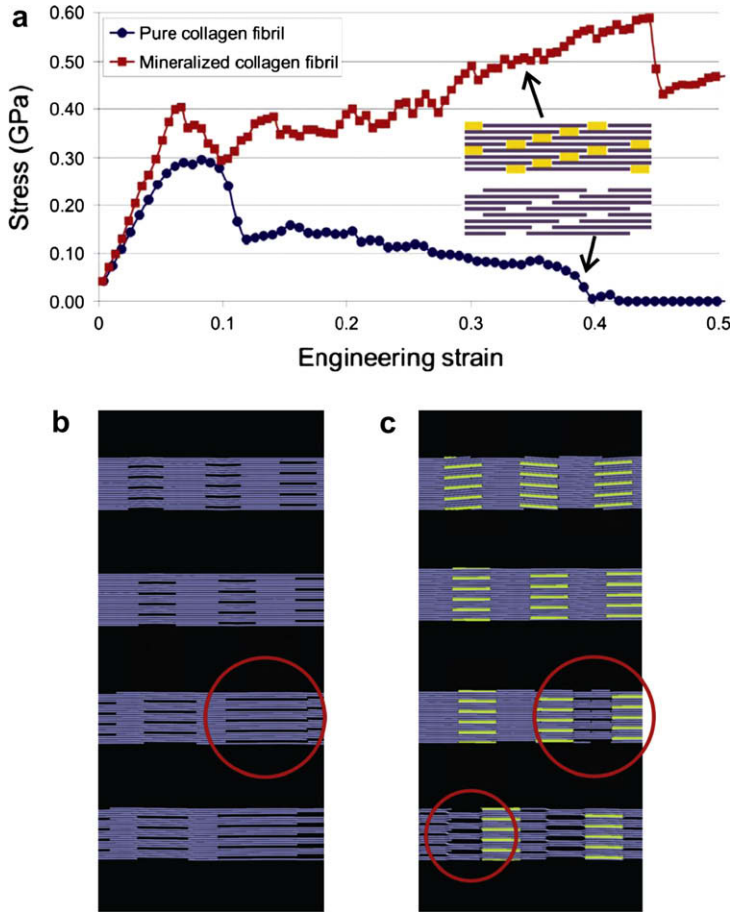 a
Pure collagen fibril
Mineralized collagen fibril
Stress (GPa)
0.60
0.50
0.40
0.30
0.20
0.10
0.00
0
0.1
0.2
0.3
0.4
0.5
Engineering strain
b
c